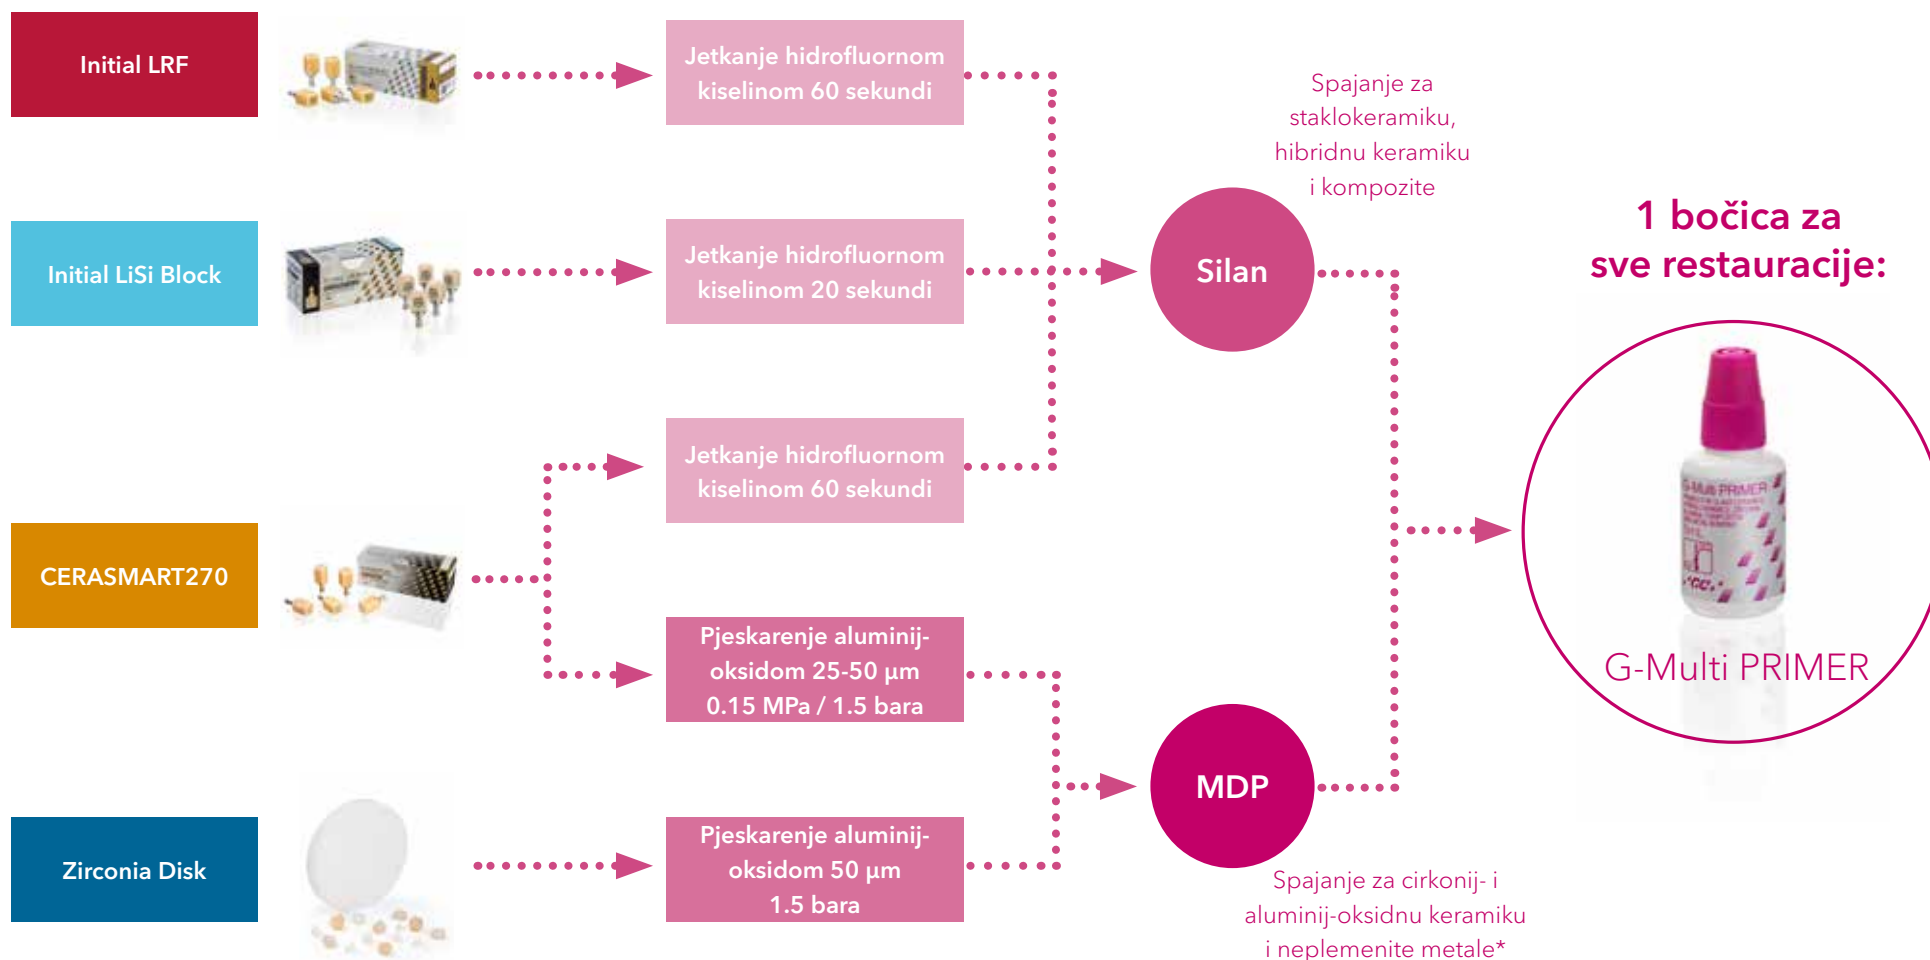 Initial LRF
Jetkanje hidrofluornom
kiselinom 60 sekundi
Spajanje za
staklokeramiku,
hibridnu keramiku
i kompozite
Initial LiSi Block
Jetkanje hidrofluornom
kiselinom 20 sekundi
Silan
1 bočica za
sve restauracije:
Jetkanje hidrofluornom
kiselinom 60 sekundi
G-Multi PRIMER
CERASMART270
Pjeskarenje aluminij-
oksidom 25-50 µm
0.15 MPa / 1.5 bara
G-Multi PRIMER
MDP
Zirconia Disk
Pjeskarenje aluminij-
oksidom 50 µm
1.5 bara
Spajanje za cirkonij- i
aluminij-oksidnu keramiku
i neplemenite metale*